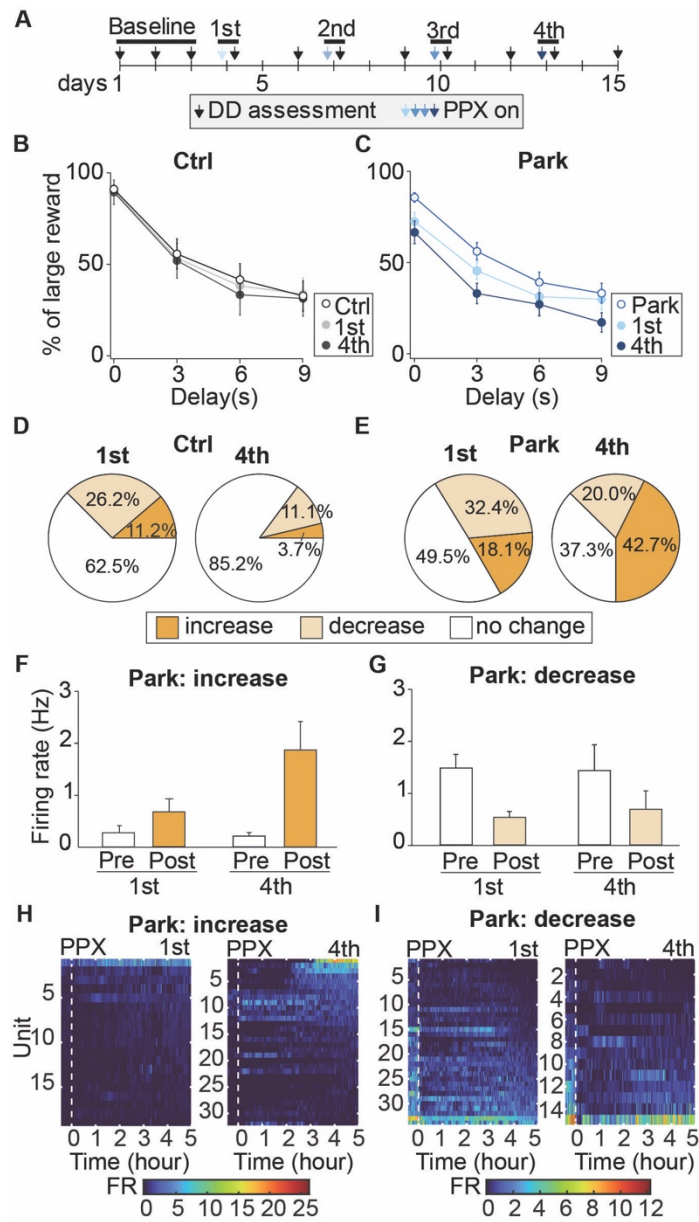 A
Baseline 1st 2nd 3rd 4th
days 1 5 10 15
DD assessment PPX on
B Ctrl
C Park
% of large reward
100
50
0
0 3 6 9
Delay(s)
Ctrl
1st
4th
100
50
0
0 3 6 9
Delay (s)
Park
1st
4th
D Ctrl
1st 4th
26.2%
11.2%
62.5%
11.1%
3.7%
85.2%
E Park
1st 4th
32.4%
18.1%
49.5%
20.0%
42.7%
37.3%
increase decrease no change
F Park: increase
Firing rate (Hz)
3
2
1
0
Pre Post Pre Post
1st 4th
G Park: decrease
3
2
1
0
Pre Post Pre Post
1st 4th
H Park: increase
PPX 1st PPX 4th
Unit
5
10
15
5
10
15
20
25
30
0 1 2 3 4 5 0 1 2 3 4 5
Time (hour) Time (hour)
FR
0 5 10 15 20 25
I Park: decrease
PPX 1st PPX 4th
5
10
15
20
25
30
2
4
6
8
10
12
14
0 1 2 3 4 5 0 1 2 3 4 5
Time (hour) Time (hour)
FR
0 2 4 6 8 10 12